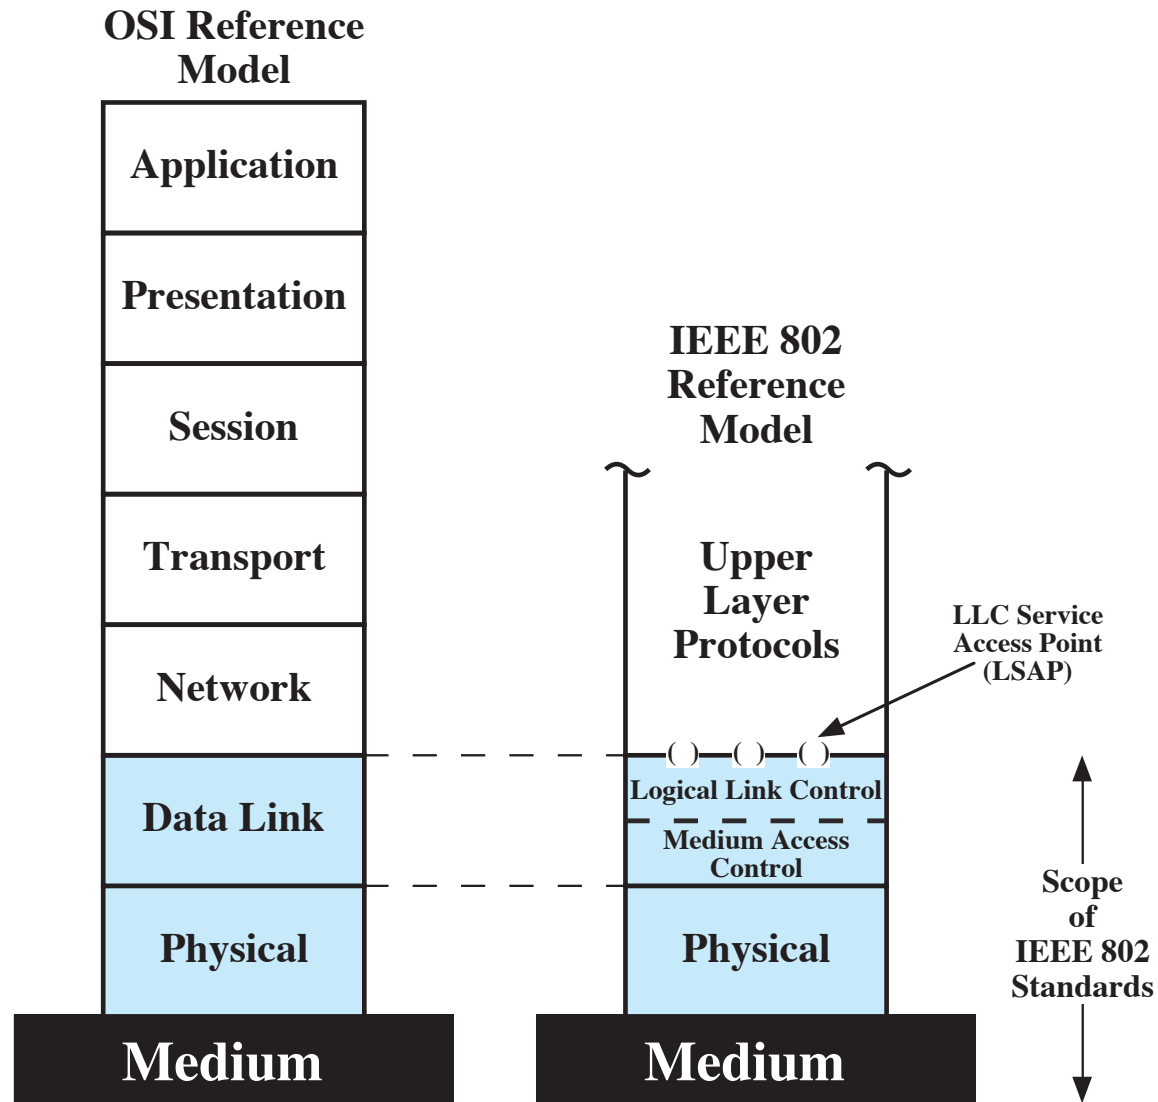 OSI Reference
Model
Application
Presentation
Session
Transport
Network
Data Link
Physical
Medium
IEEE 802
Reference
Model
Upper
Layer
Protocols
LLC Service
Access Point
(LSAP)
( ) ( ) ( )
Logical Link Control
Medium Access
Control
Physical
Medium
Scope
of
IEEE 802
Standards